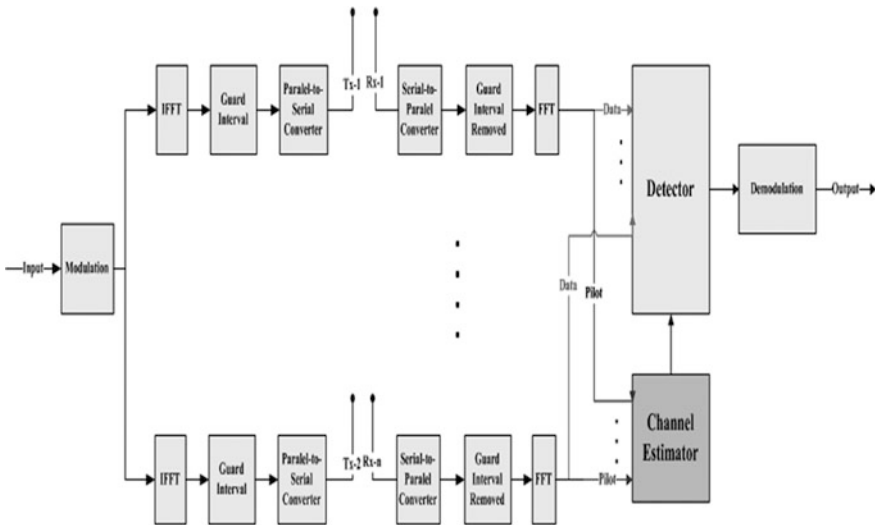 IFFT
Guard
Interval
Paralel-to-
Serial
Converter
Tx-1
Rx-1
Serial-to-
Paralel
Converter
Guard
Interval
Removed
FFT
Data
Detector
Demodulation
Output
Input
Modulation
Data
Pilot
IFFT
Guard
Interval
Paralel-to-
Serial
Converter
Tx-2
Rx-n
Serial-to-
Paralel
Converter
Guard
Interval
Removed
FFT
Pilot
Channel
Estimator